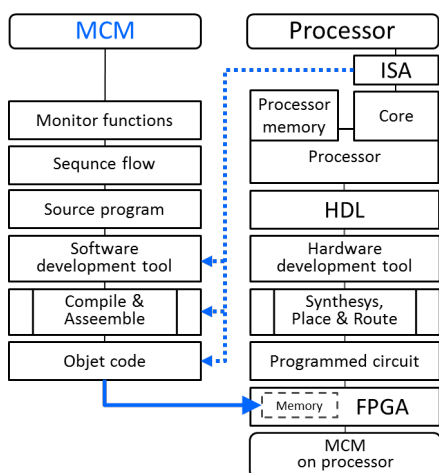 MCM
Monitor functions
Sequnce flow
Source program
Software
development tool
Compile &
Asseemble
Objet code
Processor
ISA
Processor
memory
Core
Processor
HDL
Hardware
development tool
Synthesys,
Place & Route
Programmed circuit
Memory
FPGA
MCM
on processor